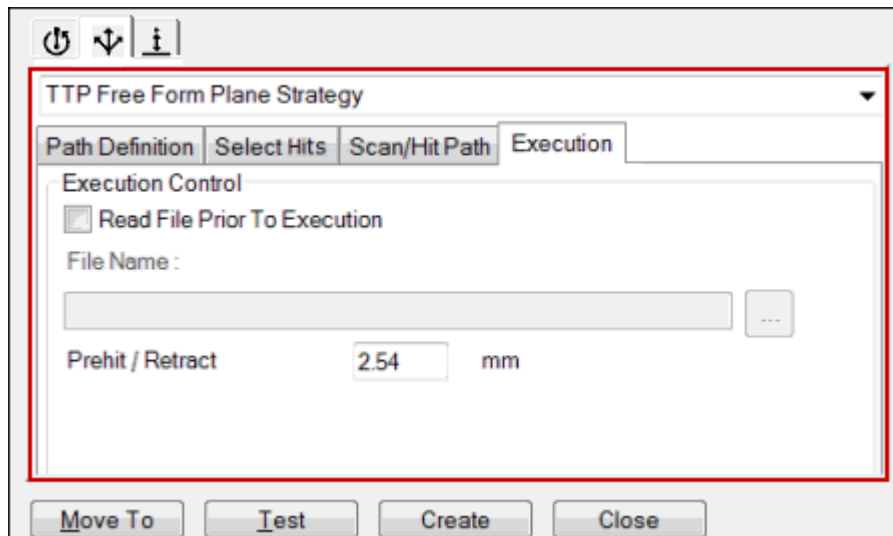 TTP Free Form Plane Strategy
Path Definition Select Hits Scan/Hit Path Execution
Execution Control
Read File Prior To Execution
File Name :
...
Prehit / Retract 2.54 mm
Move To Test Create Close